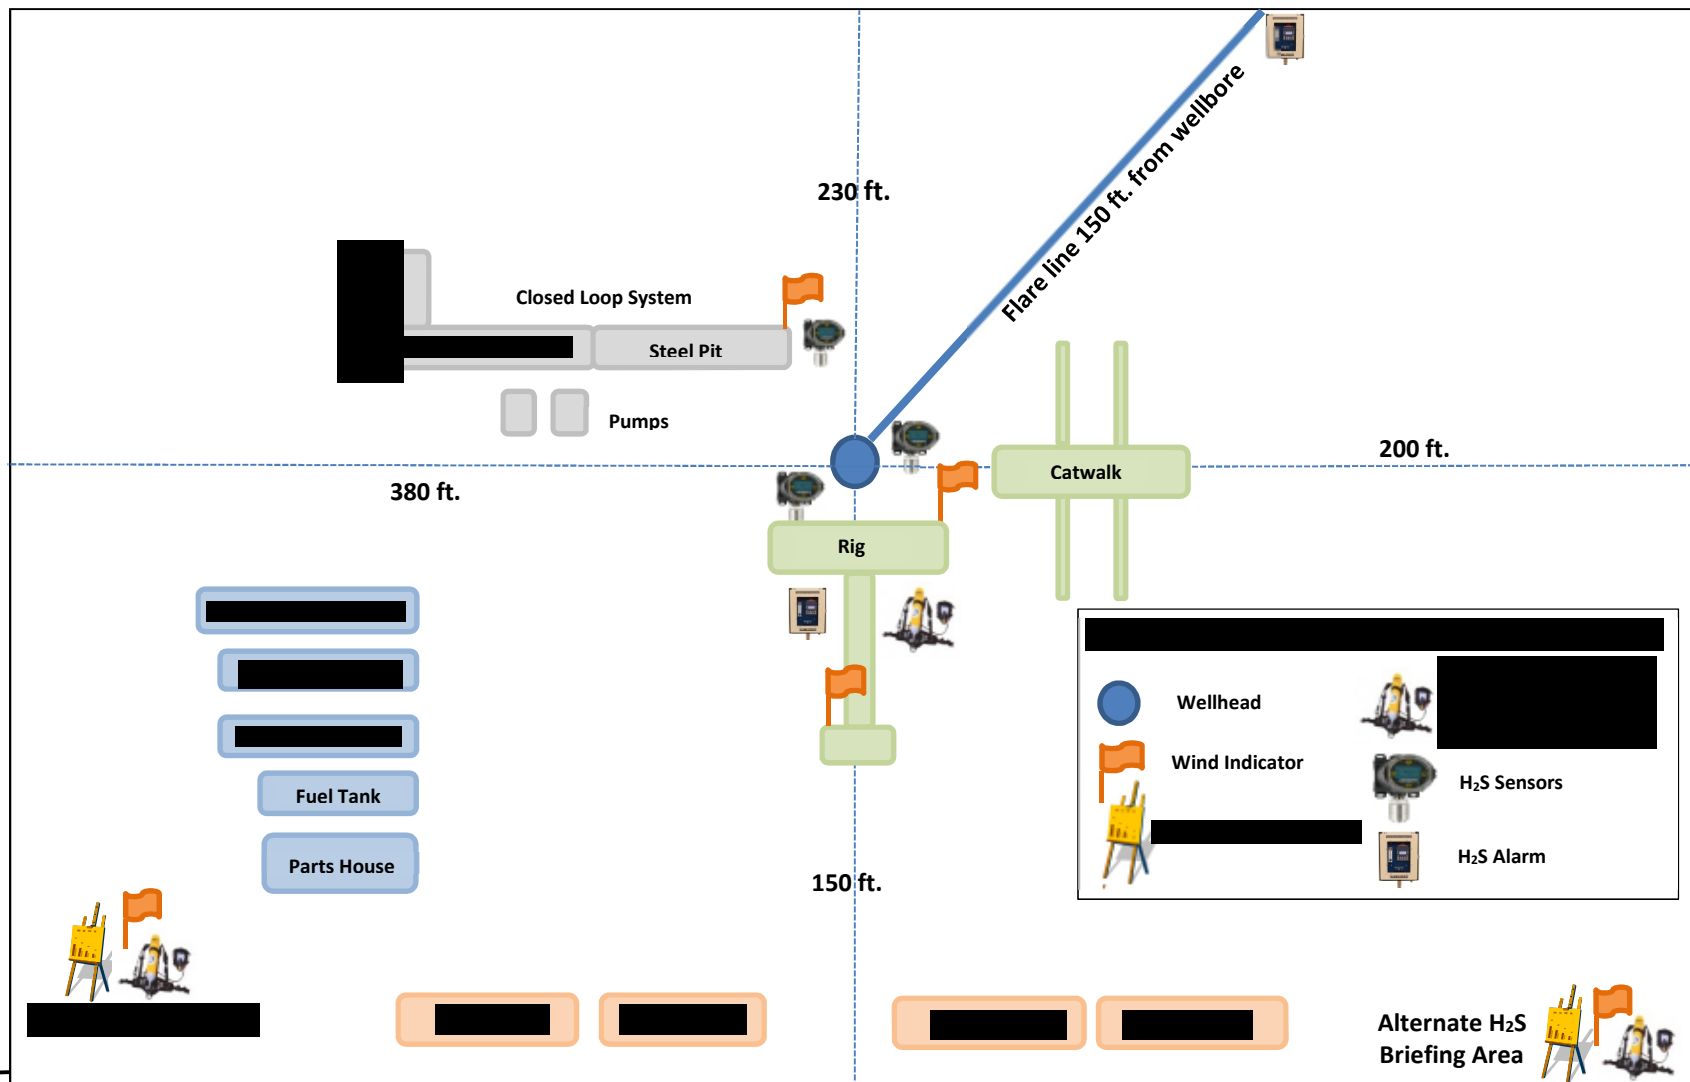 230 ft.
Flare line 150 ft. from wellbore
Closed Loop System
Steel Pit
Pumps
200 ft.
Catwalk
380 ft.
Rig
Wellhead
Wind Indicator
H₂S Sensors
Fuel Tank
H₂S Alarm
Parts House
150 ft.
Alternate H₂S
Briefing Area